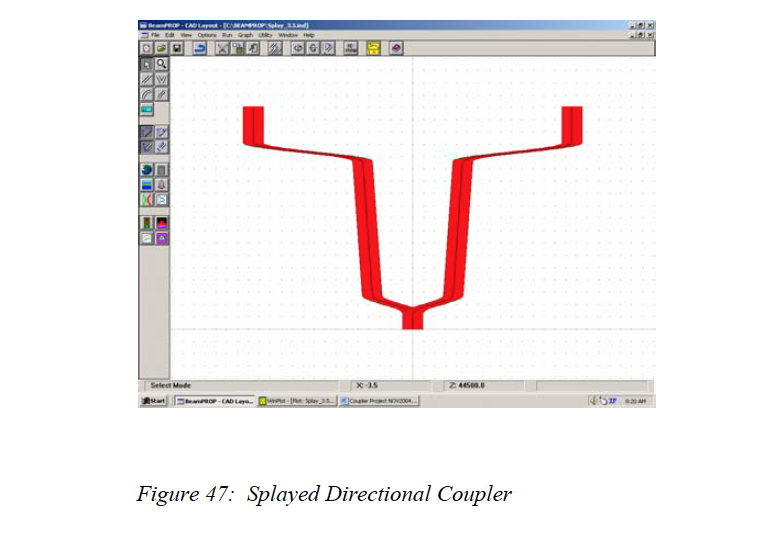 BeamPROP - CAD Layout - [C:\BEAMPROP\Splay_3.5.ind]
File Edit View Options Run Graph Utility Window Help
Select Mode X: -3.5 Z: 44500.0
Start BeamPROP - CAD Layo... WinPlot - [Plot: Splay_3.5... Coupler Project NOV2004... 8:20 AM
Figure 47: Splayed Directional Coupler